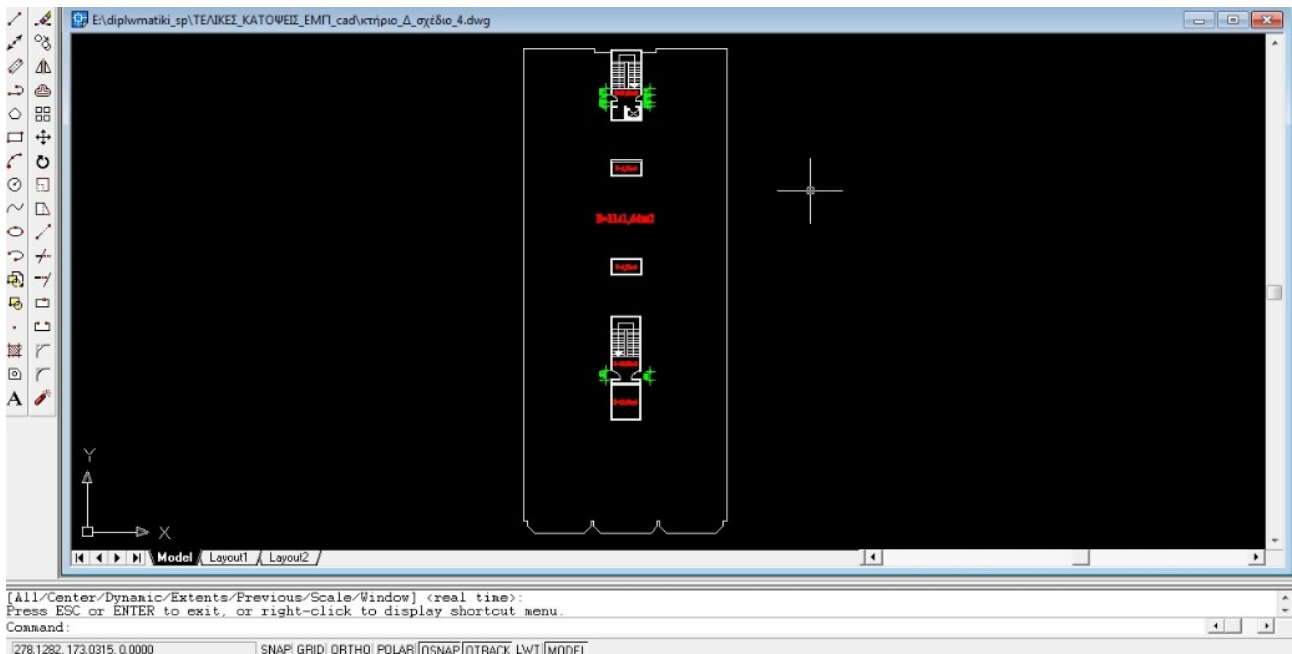 E:\diplwmatiki_sp\ΤΕΛΙΚΕΣ_ΚΑΤΟΨΕΙΣ_ΕΜΠ_cad\κτήριο_Δ_σχέδιο_4.dwg
A
Y
X
Model Layout1 Layout2
[All/Center/Dynamic/Extents/Previous/Scale/Window] <real time>:
Press ESC or ENTER to exit, or right-click to display shortcut menu.
Command:
278.1282, 173.0315, 0.0000 SNAP GRID ORTHO POLAR OSNAP OTRACK LWT MODEL